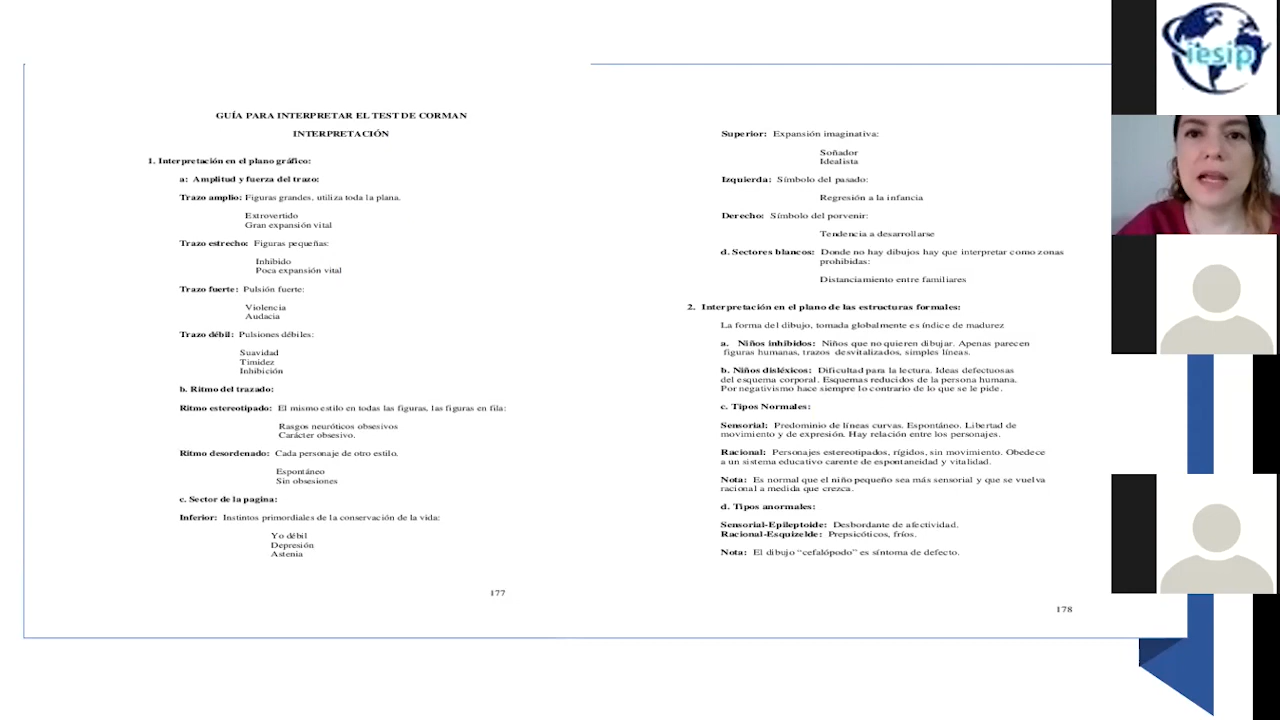 GUÍA PARA INTERPRETAR EL TEST DE CORMAN
INTERPRETACIÓN
1. Interpretación en el plano gráfico:
a: Amplitud y fuerza del trazo:
Trazo amplio: Figuras grandes, utiliza toda la plana.
Extrovertido
Gran expansión vital
Trazo estrecho: Figuras pequeñas:
Inhibido
Poca expansión vital
Trazo fuerte: Pulsión fuerte:
Violencia
Audacia
Trazo débil: Pulsiones débiles:
Suavidad
Timidez
Inhibición
b. Ritmo del trazado:
Ritmo estereotipado: El mismo estilo en todas las figuras, las figuras en fila:
Rasgos neuróticos obsesivos
Carácter obsesivo.
Ritmo desordenado: Cada personaje de otro estilo.
Espontáneo
Sin obsesiones
c. Sector de la pagina:
Inferior: Instintos primordiales de la conservación de la vida:
Yo débil
Depresión
Astenia
177
Superior: Expansión imaginativa:
Soñador
Idealista
Izquierda: Símbolo del pasado:
Regresión a la infancia
Derecho: Símbolo del porvenir:
Tendencia a desarrollarse
d. Sectores blancos: Donde no hay dibujos hay que interpretar como zonas
prohibidas:
Distanciamiento entre familiares
2. Interpretación en el plano de las estructuras formales:
La forma del dibujo, tomada globalmente es índice de madurez
a. Niños inhibidos: Niños que no quieren dibujar. Apenas parecen
figuras humanas, trazos desvitalizados, simples líneas.
b. Niños disléxicos: Dificultad para la lectura. Ideas defectuosas
del esquema corporal. Esquemas reducidos de la persona humana.
Por negativismo hace siempre lo contrario de lo que se le pide.
c. Tipos Normales:
Sensorial: Predominio de líneas curvas. Espontáneo. Libertad de
movimiento y de expresión. Hay relación entre los personajes.
Racional: Personajes estereotipados, rígidos, sin movimiento. Obedece
a un sistema educativo carente de espontaneidad y vitalidad.
Nota: Es normal que el niño pequeño sea más sensorial y que se vuelva
racional a medida que crezca.
d. Tipos anormales:
Sensorial-Epileptoide: Desbordante de afectividad.
Racional-Esquizelde: Prepsicóticos, fríos.
Nota: El dibujo “cefalópodo” es síntoma de defecto.
178
iesip